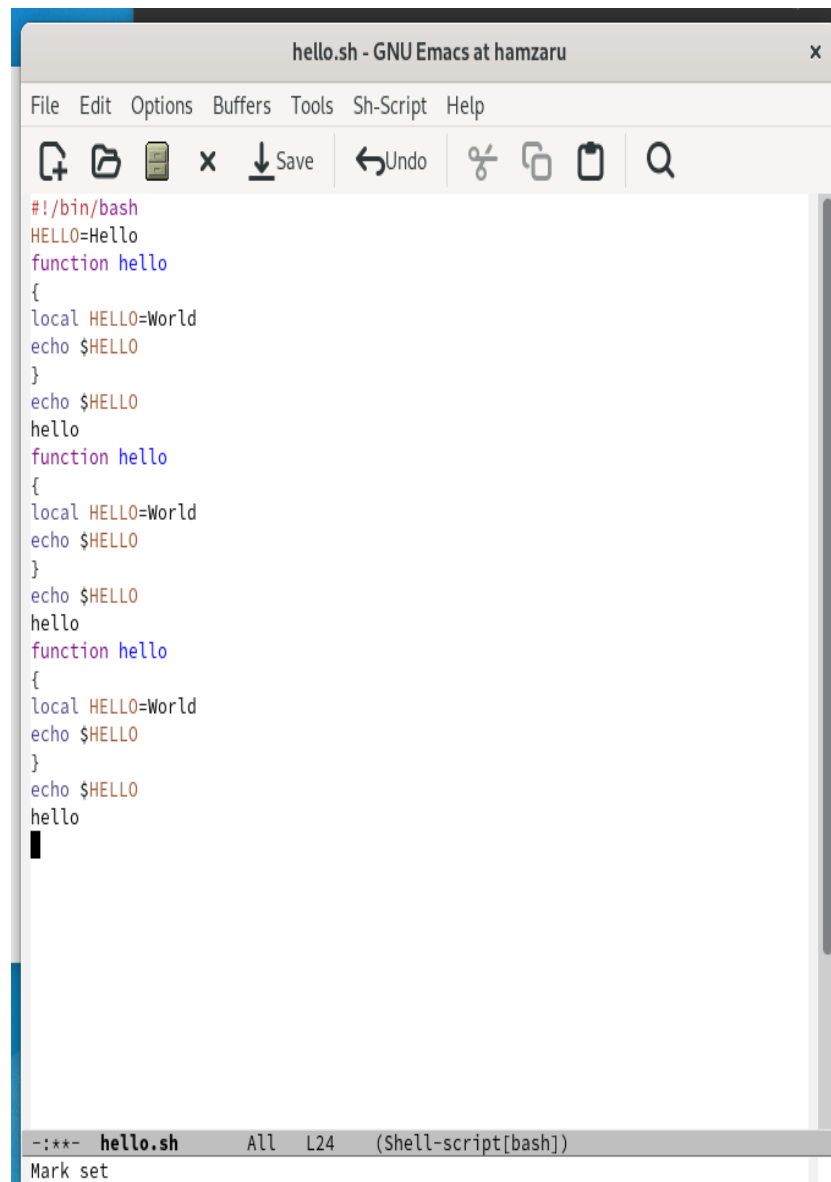 hello.sh - GNU Emacs at hamzaru
File Edit Options Buffers Tools Sh-Script Help
Save Undo
#!/bin/bash
HELLO=Hello
function hello
{
local HELLO=World
echo $HELLO
}
echo $HELLO
hello
function hello
{
local HELLO=World
echo $HELLO
}
echo $HELLO
hello
function hello
{
local HELLO=World
echo $HELLO
}
echo $HELLO
hello
-:**- hello.sh All L24 (Shell-script[bash])
Mark set